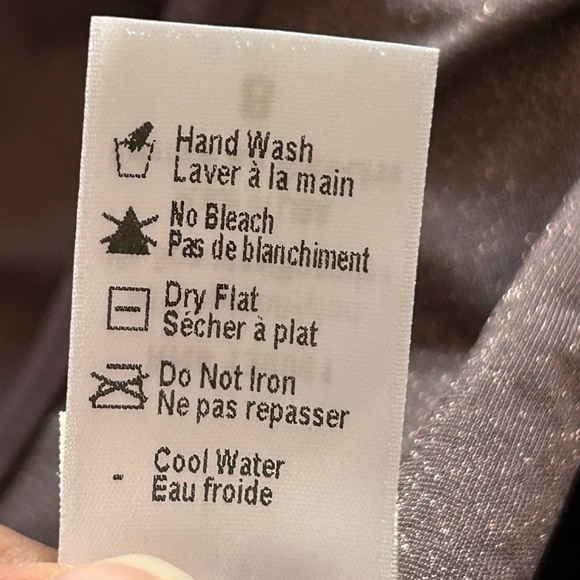 Hand Wash
Laver à la main
No Bleach
Pas de blanchiment
Dry Flat
Sécher à plat
Do Not Iron
Ne pas repasser
- Cool Water
Eau froide